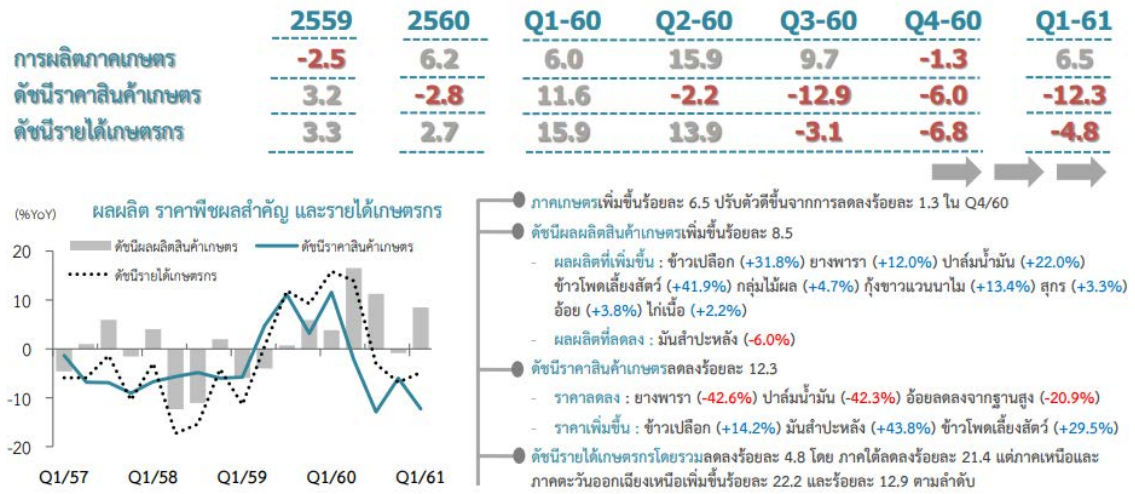 2559 2560 Q1-60 Q2-60 Q3-60 Q4-60 Q1-61
การผลิตภาคเกษตร -2.5 6.2 6.0 15.9 9.7 -1.3 6.5
ดัชนีราคาสินค้าเกษตร 3.2 -2.8 11.6 -2.2 -12.9 -6.0 -12.3
ดัชนีรายได้เกษตรกร 3.3 2.7 15.9 13.9 -3.1 -6.8 -4.8
(%YoY) ผลผลิต ราคาพืชผลสำคัญ และรายได้เกษตรกร
ดัชนีผลผลิตสินค้าเกษตร ดัชนีราคาสินค้าเกษตร
ดัชนีรายได้เกษตรกร
20
10
0
-10
-20
Q1/57 Q1/58 Q1/59 Q1/60 Q1/61
ภาคเกษตรเพิ่มขึ้นร้อยละ 6.5 ปรับตัวดีขึ้นจากการลดลงร้อยละ 1.3 ใน Q4/60
ดัชนีผลผลิตสินค้าเกษตรเพิ่มขึ้นร้อยละ 8.5
- ผลผลิตที่เพิ่มขึ้น : ข้าวเปลือก (+31.8%) ยางพารา (+12.0%) ปาล์มน้ำมัน (+22.0%)
ข้าวโพดเลี้ยงสัตว์ (+41.9%) กลุ่มไม้ผล (+4.7%) กุ้งขาวแวนนาไม (+13.4%) สุกร (+3.3%)
อ้อย (+3.8%) ไก่เนื้อ (+2.2%)
- ผลผลิตที่ลดลง : มันสำปะหลัง (-6.0%)
ดัชนีราคาสินค้าเกษตรลดลงร้อยละ 12.3
- ราคาลดลง : ยางพารา (-42.6%) ปาล์มน้ำมัน (-42.3%) อ้อยลดลงจากฐานสูง (-20.9%)
- ราคาเพิ่มขึ้น : ข้าวเปลือก (+14.2%) มันสำปะหลัง (+43.8%) ข้าวโพดเลี้ยงสัตว์ (+29.5%)
ดัชนีรายได้เกษตรกรโดยรวมลดลงร้อยละ 4.8 โดย ภาคใต้ลดลงร้อยละ 21.4 แต่ภาคเหนือและ
ภาคตะวันออกเฉียงเหนือเพิ่มขึ้นร้อยละ 22.2 และร้อยละ 12.9 ตามลำดับ